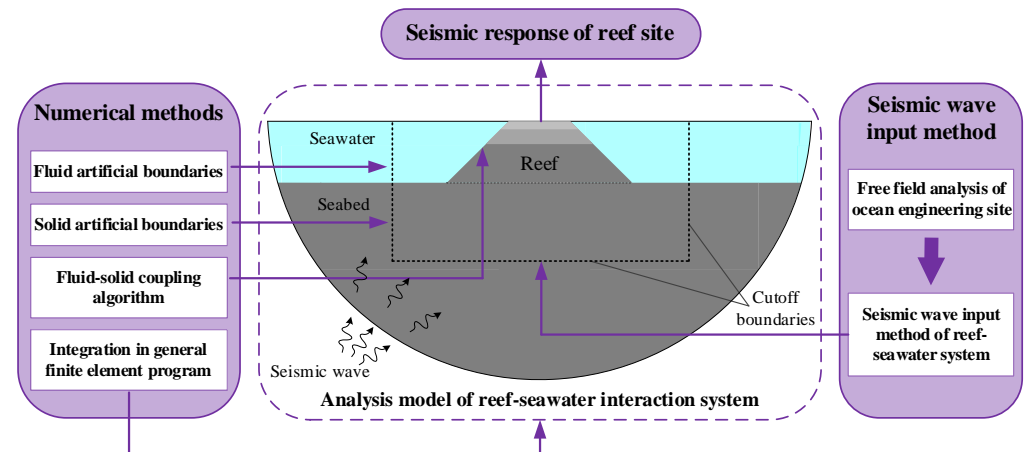 Seismic response of reef site
Numerical methods
Fluid artificial boundaries
Solid artificial boundaries
Fluid-solid coupling
algorithm
Integration in general
finite element program
Seawater
Reef
Seabed
Cutoff
boundaries
Seismic wave
Analysis model of reef-seawater interaction system
Seismic wave
input method
Free field analysis of
ocean engineering site
Seismic wave input
method of reef-
seawater system